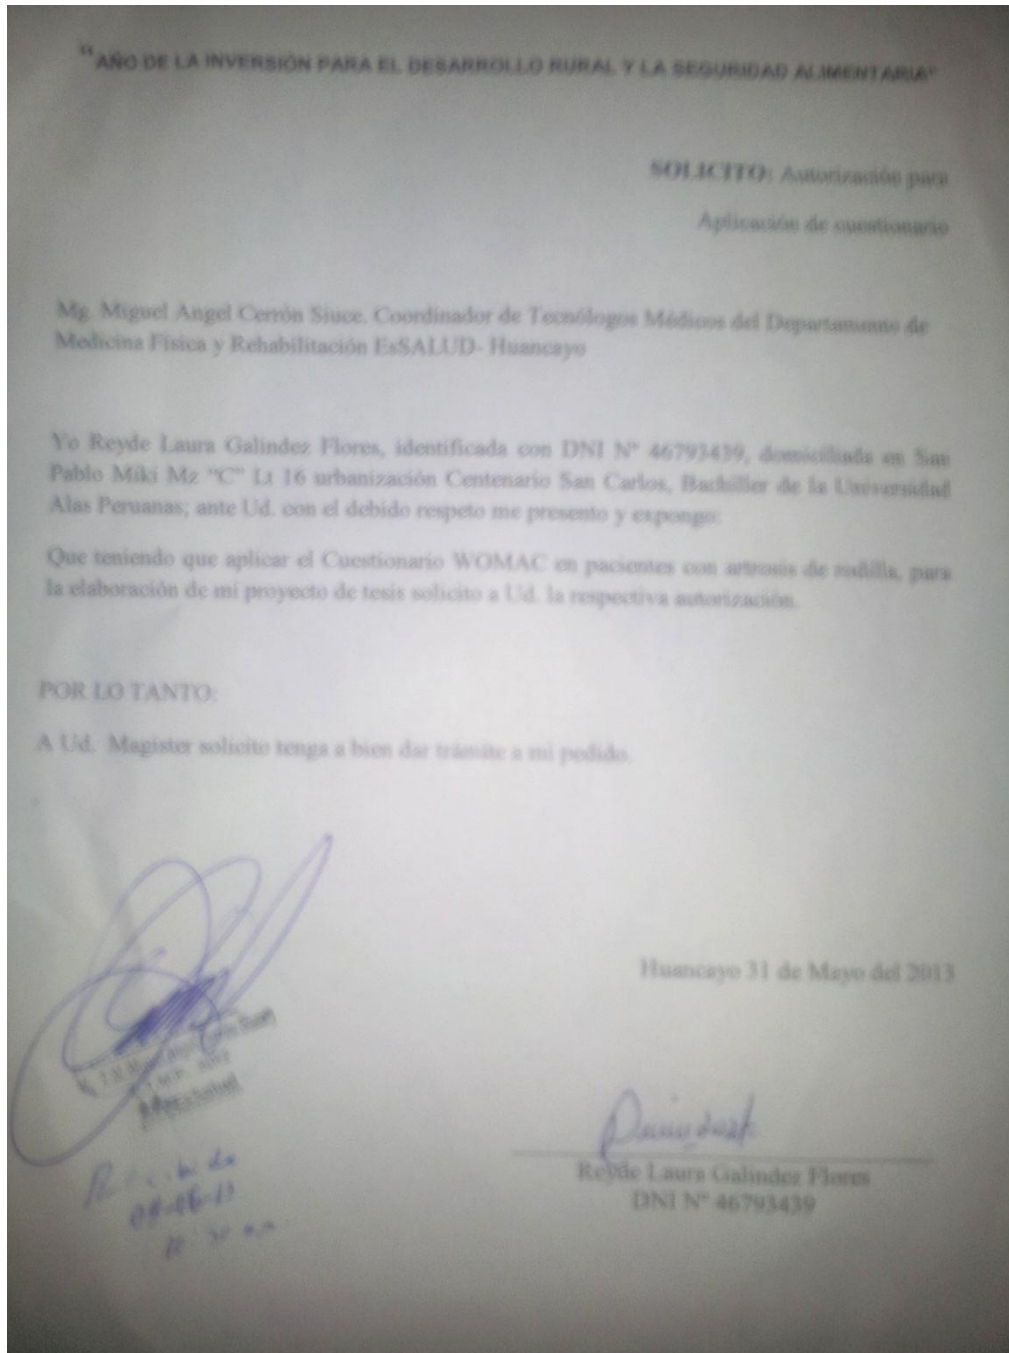 “AÑO DE LA INVERSIÓN PARA EL DESARROLLO RURAL Y LA SEGURIDAD ALIMENTARIA”
SOLICITO: Autorización para
Aplicación de cuestionario
Mg. Miguel Angel Cerrón Siuce. Coordinador de Tecnólogos Médicos del Departamento de
Medicina Física y Rehabilitación EsSALUD- Huancayo
Yo Reyde Laura Galindez Flores, identificada con DNI Nº 46793439, domiciliada en San
Pablo Miki Mz “C” Lt 16 urbanización Centenario San Carlos, Bachiller de la Universidad
Alas Peruanas; ante Ud. con el debido respeto me presento y expongo:
Que teniendo que aplicar el Cuestionario WOMAC en pacientes con artrosis de rodilla, para
la elaboración de mi proyecto de tesis solicito a Ud. la respectiva autorización.
POR LO TANTO:
A Ud. Magister solicito tenga a bien dar trámite a mi pedido.
Huancayo 31 de Mayo del 2013
Recibido
Reyde Laura Galindez Flores
DNI Nº 46793439